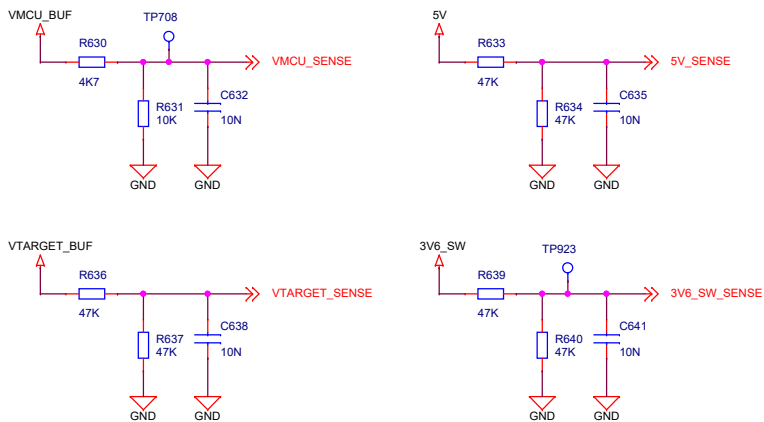 VMCU_BUF
TP708
R630
4K7
VMCU_SENSE
R631
10K
C632
10N
GND
GND
5V
R633
47K
5V_SENSE
R634
47K
C635
10N
GND
GND
VTARGET_BUF
R636
47K
VTARGET_SENSE
R637
47K
C638
10N
GND
GND
3V6_SW
TP923
R639
47K
3V6_SW_SENSE
R640
47K
C641
10N
GND
GND